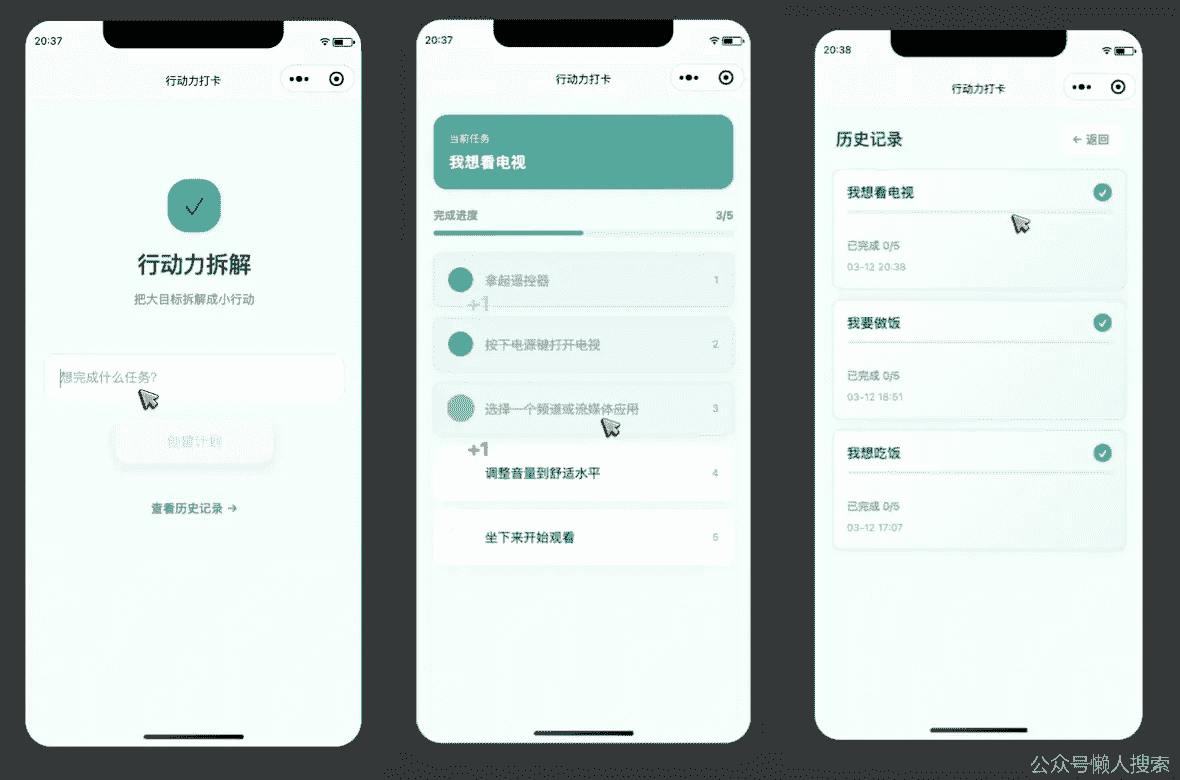 20:37
行动力打卡
行动力拆解
把大目标拆解成小行动
想完成什么任务?
创建计划
查看历史记录 →
20:37
行动力打卡
当前任务
我想看电视
完成进度 3/5
拿起遥控器 1
+1
按下电源键打开电视 2
选择一个频道或流媒体应用 3
+1
调整音量到舒适水平 4
坐下来开始观看 5
20:38
行动力打卡
历史记录 ← 返回
我想看电视
已完成 0/5
03-12 20:38
我要做饭
已完成 0/5
03-12 18:51
我想吃饭
已完成 0/5
03-12 17:07
公众号懒人搜索